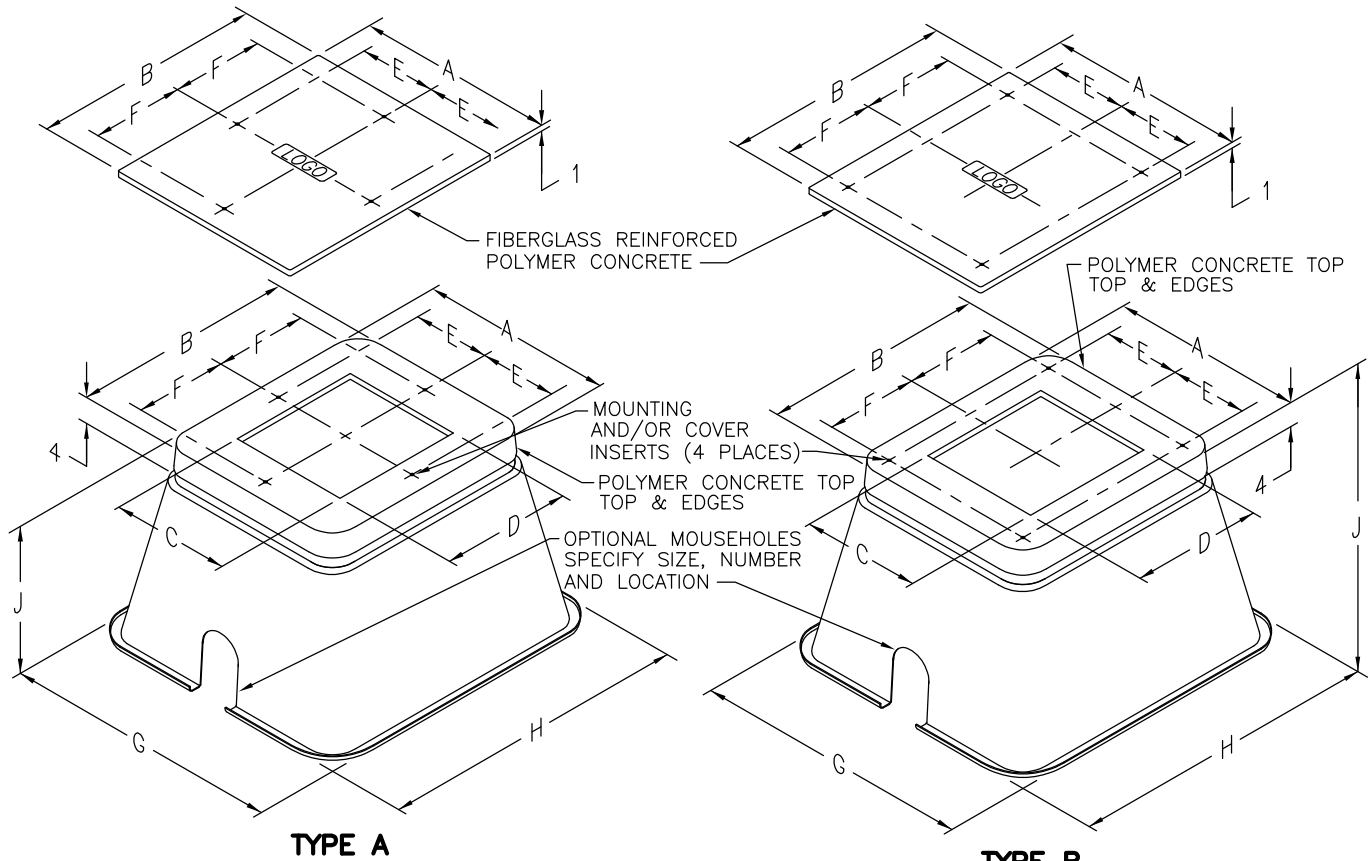 B
F
F
E
A
E
1
LOGO
B
F
F
E
A
E
1
LOGO
FIBERGLASS REINFORCED
POLYMER CONCRETE
POLYMER CONCRETE TOP
TOP & EDGES
B
F
F
E
A
E
4
C
D
J
G
H
MOUNTING
AND/OR COVER
INSERTS (4 PLACES)
POLYMER CONCRETE TOP
TOP & EDGES
OPTIONAL MOUSEHOLES
SPECIFY SIZE, NUMBER
AND LOCATION
B
F
F
E
A
E
4
C
D
J
G
H
TYPE A
TYPE B